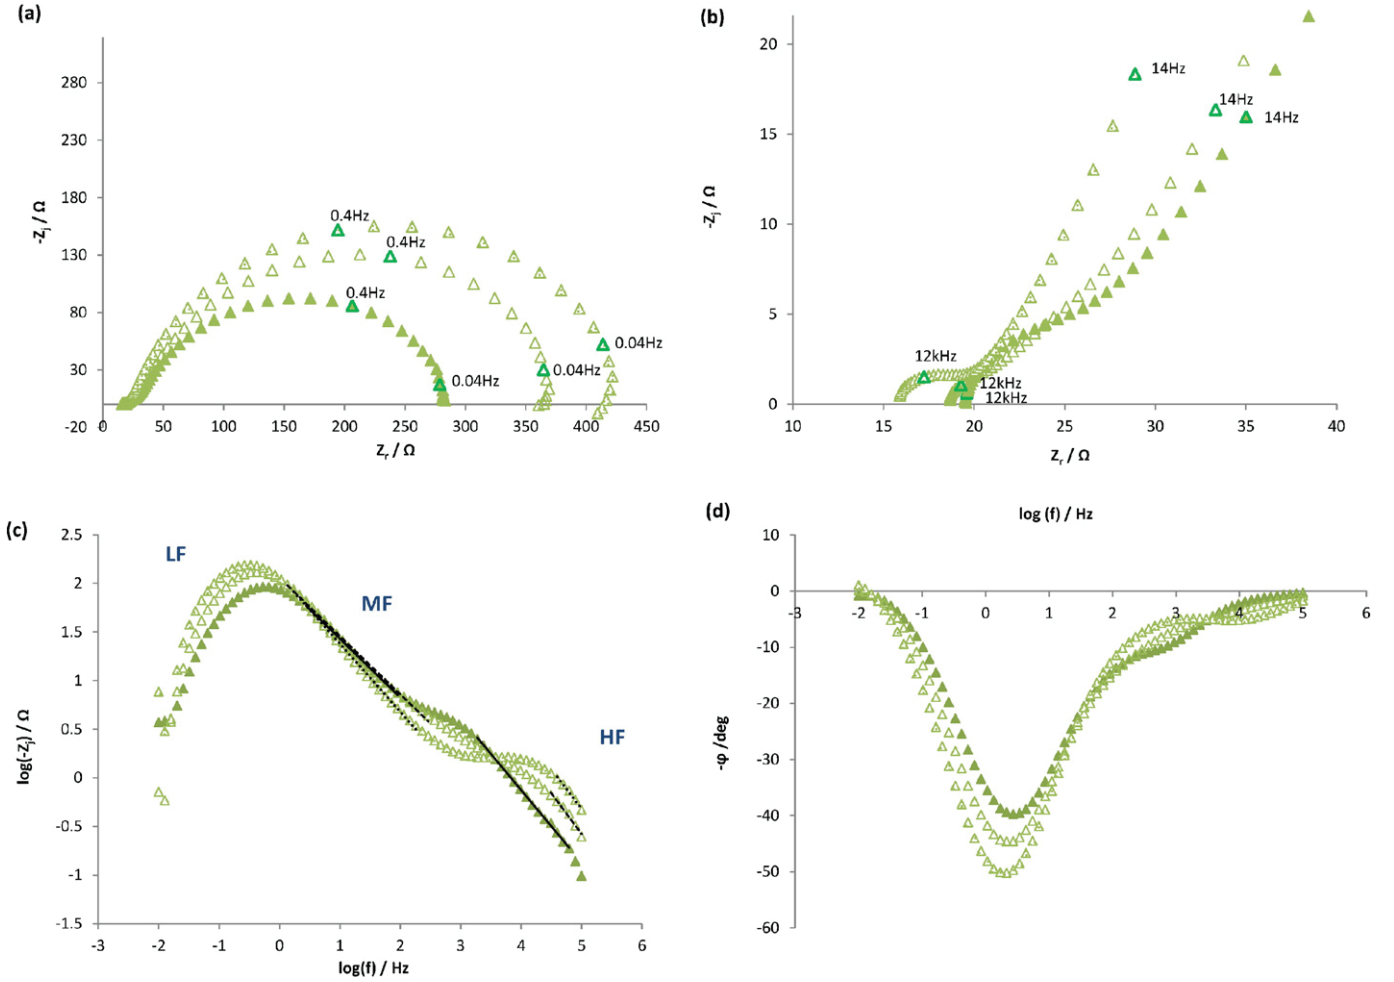 (a)
-Zj / Ω
280
230
180
130
80
30
-20
0.4Hz
0.4Hz
0.4Hz
0.04Hz
0.04Hz
0.04Hz
0 50 100 150 200 250 300 350 400 450
Zr / Ω
(b)
-Zj / Ω
20
15
10
5
0
14Hz
14Hz
14Hz
12kHz
12kHz
12kHz
10 15 20 25 30 35 40
Zr / Ω
(c)
log(-Zj) / Ω
2.5
2
1.5
1
0.5
0
-0.5
-1
-1.5
LF
MF
HF
-3 -2 -1 0 1 2 3 4 5 6
log(f) / Hz
(d)
log (f) / Hz
-φ /deg
10
0
-10
-20
-30
-40
-50
-60
-3 -2 -1 0 1 2 3 4 5 6